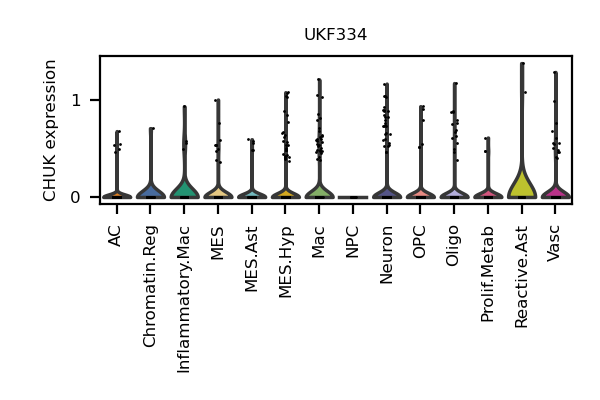 UKF334
CHUK expression
1
0
AC
Chromatin.Reg
Inflammatory.Mac
MES
MES.Ast
MES.Hyp
Mac
NPC
Neuron
OPC
Oligo
Prolif.Metab
Reactive.Ast
Vasc